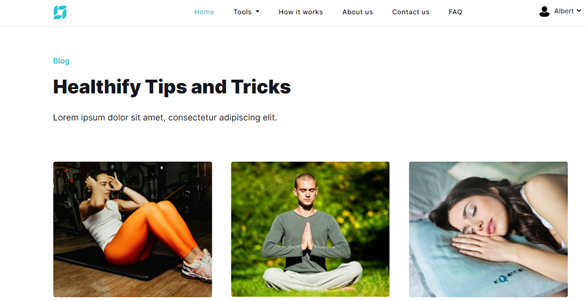 Home Tools How it works About us Contact us FAQ Albert
Blog
Healthify Tips and Tricks
Lorem ipsum dolor sit amet, consectetur adipiscing elit.